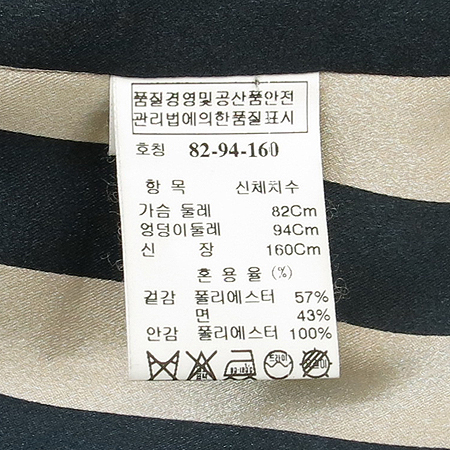 품질경영및공산품안전
관리법에의한품질표시
호칭 82-94-160
항 목 신체치수
가슴 둘레 82Cm
엉덩이둘레 94Cm
신 장 160Cm
혼 용 율 (%)
겉감 폴리에스터 57%
면 43%
안감 폴리에스터 100%
드라이